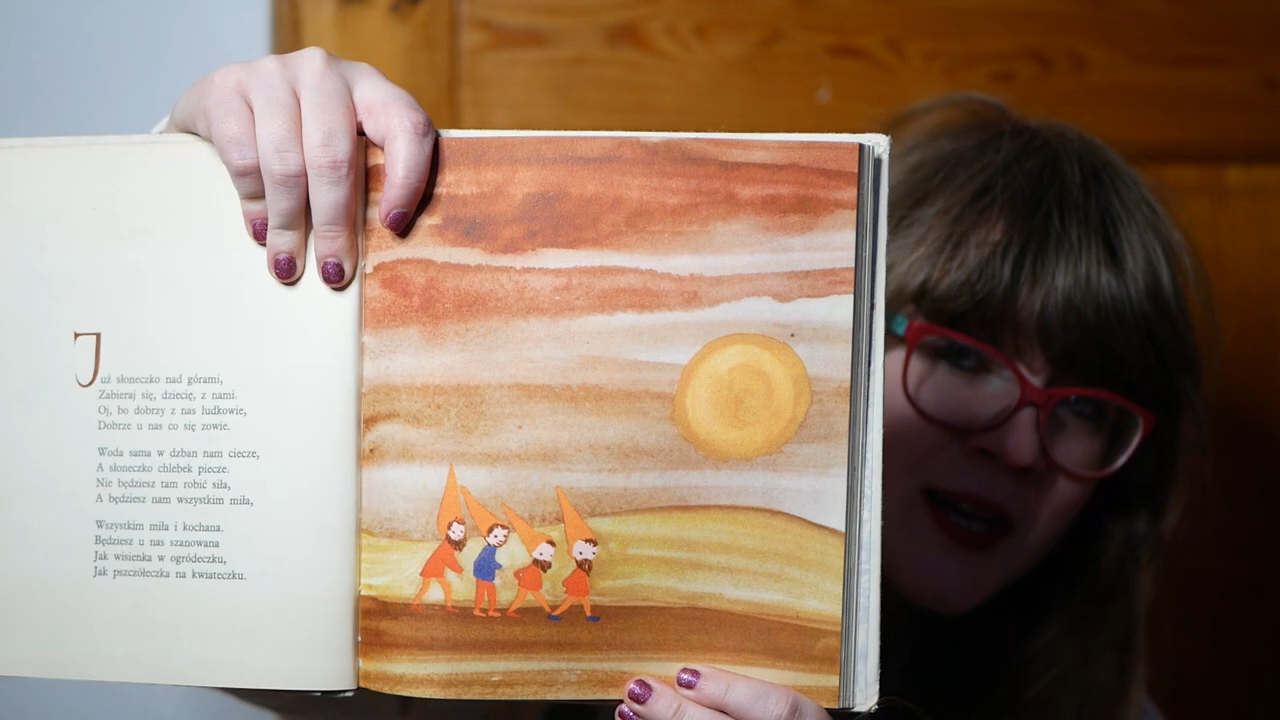 Już słoneczko nad górami,
Zabieraj się, dziecię, z nami.
Oj, bo dobrzy z nas ludkowie,
Dobrze u nas co się zowie.
Woda sama w dzban nam ciecze,
A słoneczko chlebek piecze.
Nie będziesz tam robić siła,
A będziesz nam wszystkim miła,
Wszystkim miła i kochana.
Będziesz u nas szanowana
Jak wisienka w ogródeczku,
Jak pszczółeczka na kwiateczku.